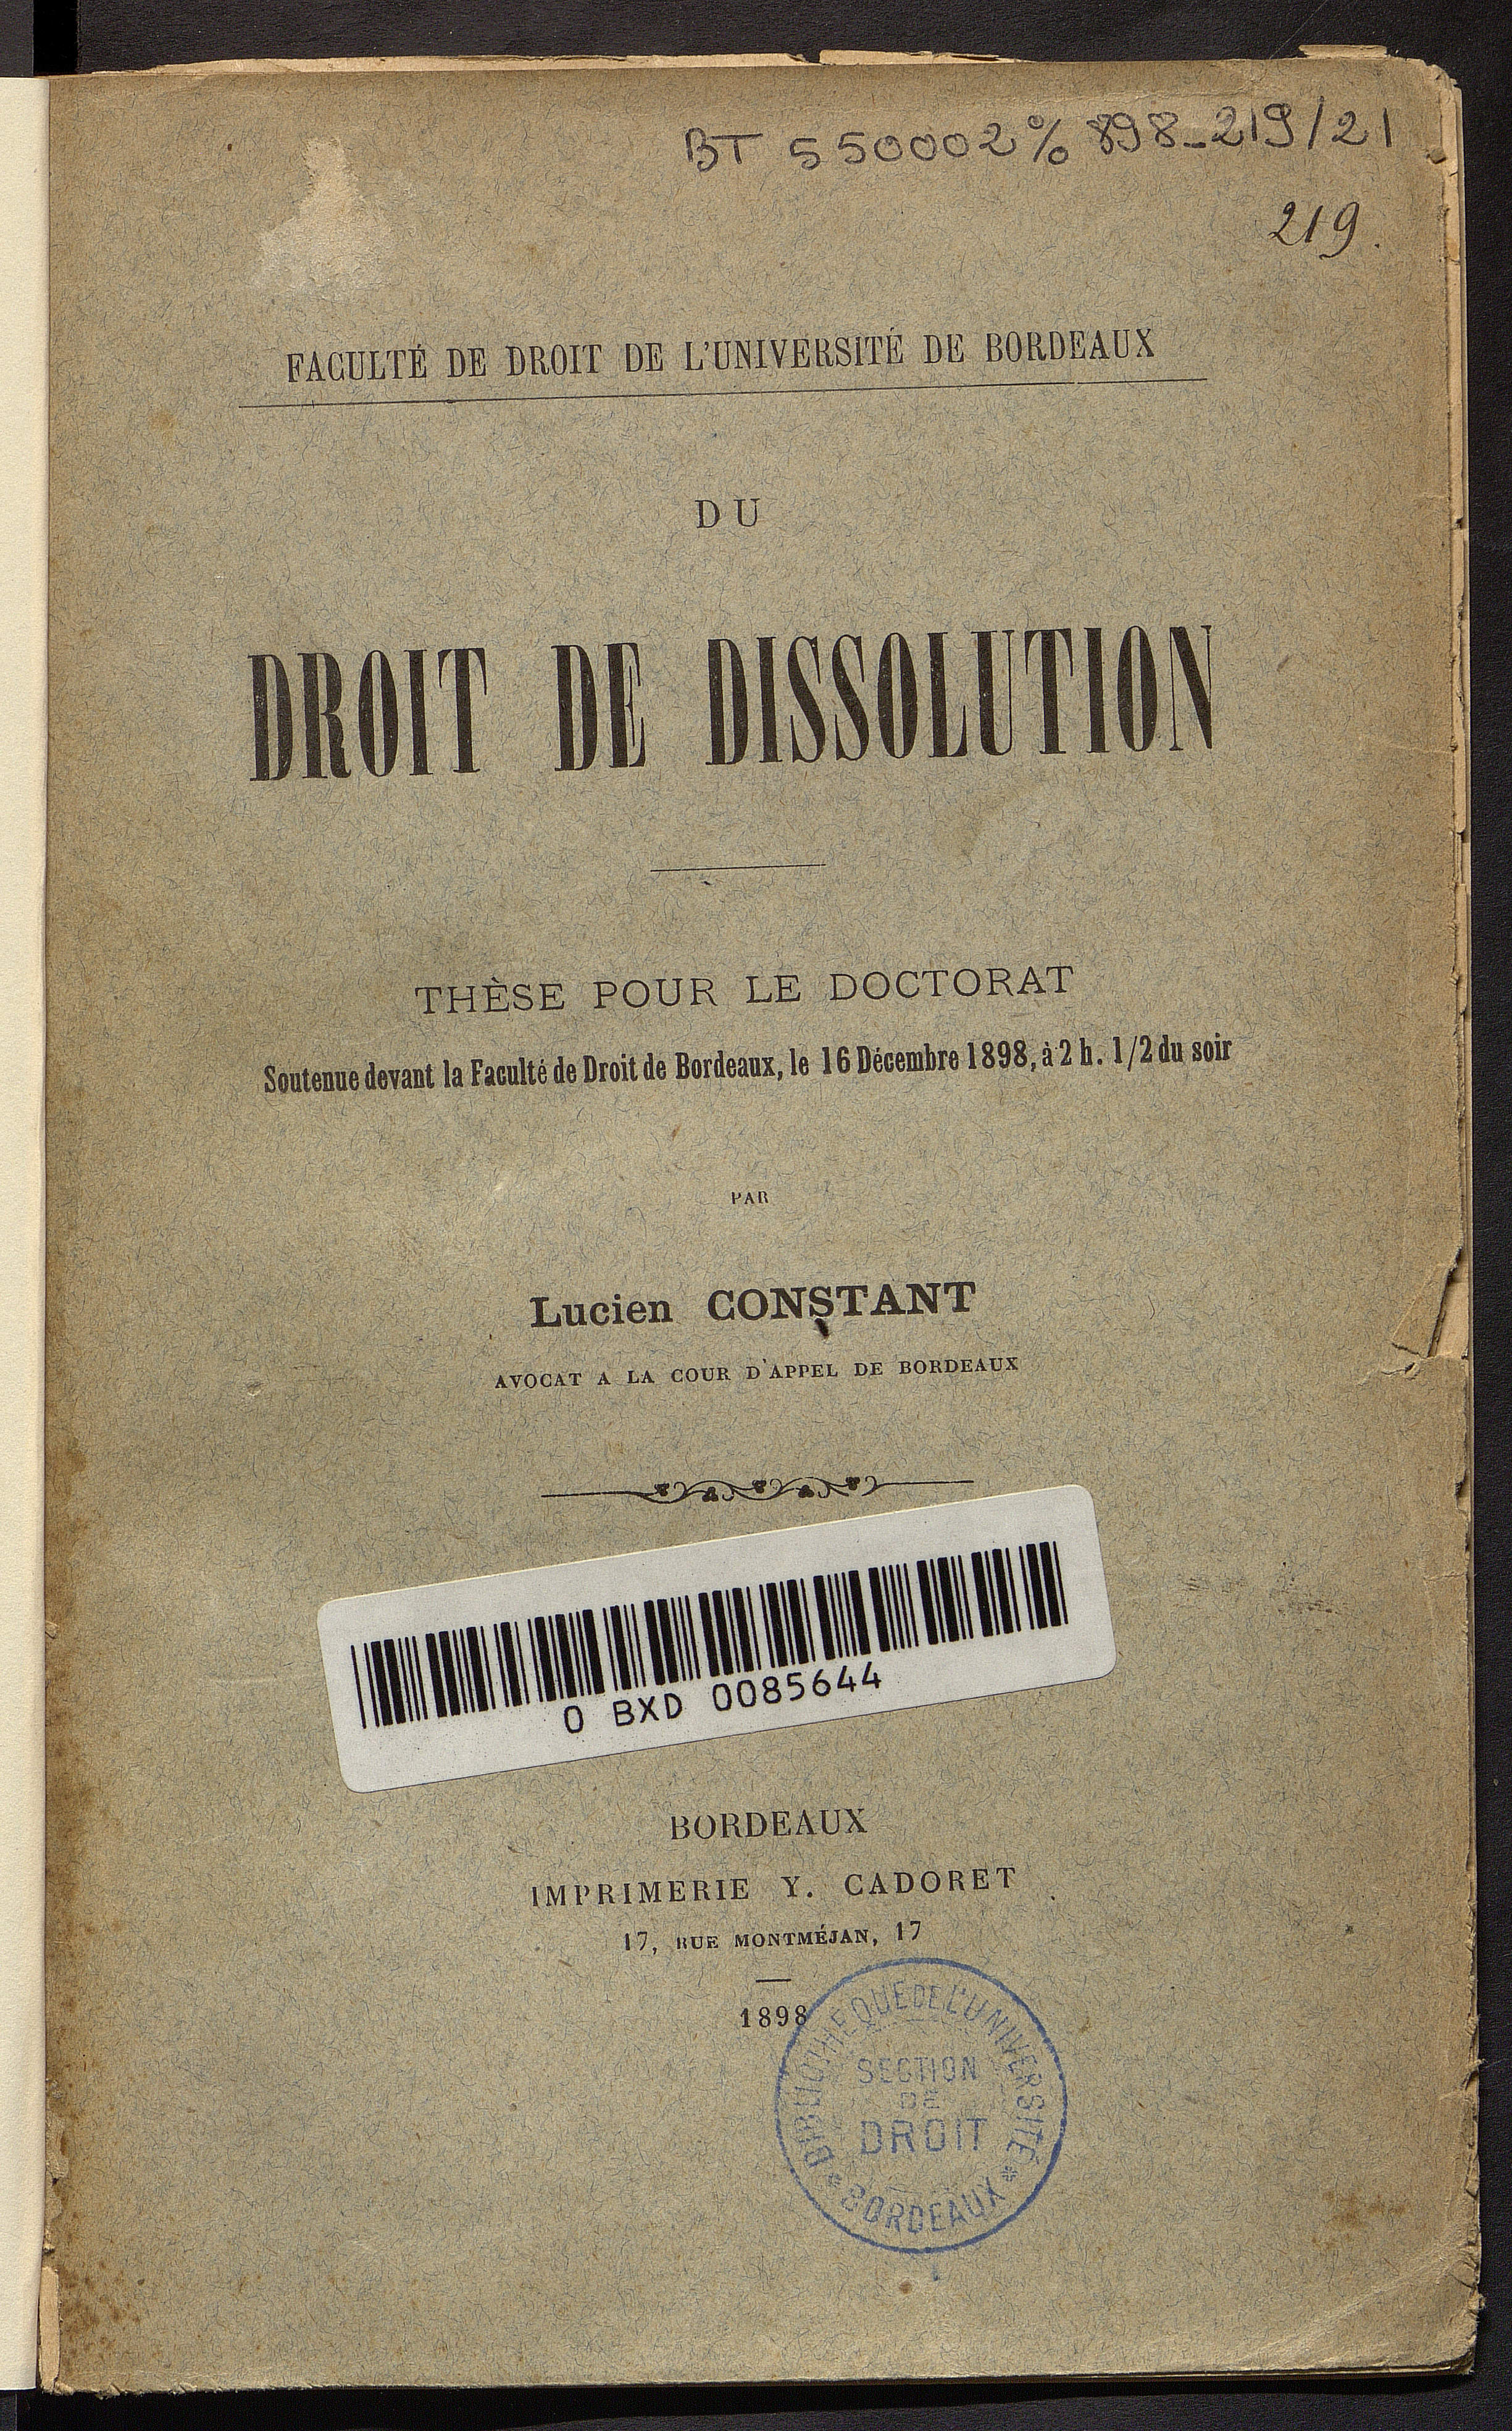 BT 550002% 898_219/21
219.
FACULTÉ DE DROIT DE L'UNIVERSITÉ DE BORDEAUX
DU
DROIT DE DISSOLUTION
THÈSE POUR LE DOCTORAT
Soutenue devant la Faculté de Droit de Bordeaux, le 16 Décembre 1898, à 2 h. 1/2 du soir
PAR
Lucien CONSTANT
AVOCAT A LA COUR D'APPEL DE BORDEAUX
0 BXD 0085644
BORDEAUX
IMPRIMERIE Y. CADORET
17, RUE MONTMÉJAN, 17
1898
BIBLIOTHÈQUE DE L'UNIVERSITÉ
SECTION
DE
DROIT
* BORDEAUX *